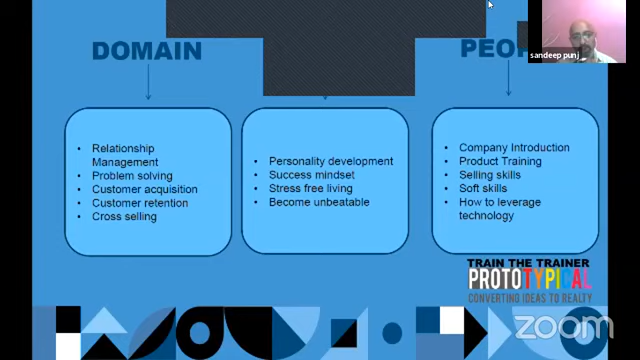 DOMAIN
sandeep punj
• Relationship
Management
• Problem solving
• Customer acquisition
• Customer retention
• Cross selling
• Personality development
• Success mindset
• Stress free living
• Become unbeatable
• Company Introduction
• Product Training
• Selling skills
• Soft skills
• How to leverage
technology
TRAIN THE TRAINER
PROTOTYPICAL
CONVERTING IDEAS TO REALTY
zoom